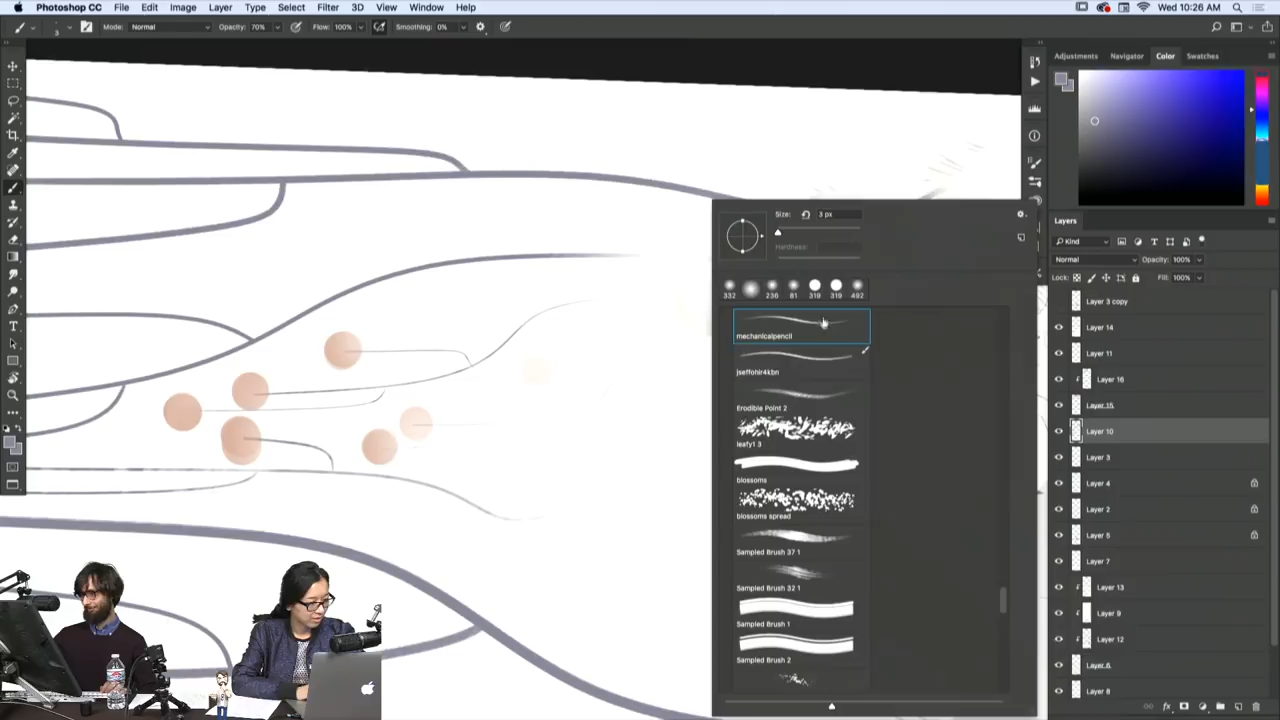 Photoshop CC File Edit Image Layer Type Select Filter 3D View Window Help Wed 10:26 AM
3 Mode: Normal Opacity: 70% Flow: 100% Smoothing: 0%
Adjustments Navigator Color Swatches
Size: 3 px
Hardness:
332 236 81 319 319 492
mechanicalpencil
jseffohir4kbn
Erodible Point 2
leafy1 3
blossoms
blossoms spread
Sampled Brush 37 1
Sampled Brush 32 1
Sampled Brush 1
Sampled Brush 2
Layers
Kind
Normal Opacity: 100%
Lock: Fill: 100%
Layer 3 copy
Layer 14
Layer 11
Layer 16
Layer 15
Layer 10
Layer 3
Layer 4
Layer 2
Layer 5
Layer 7
Layer 13
Layer 9
Layer 12
Layer 6
Layer 8
fx